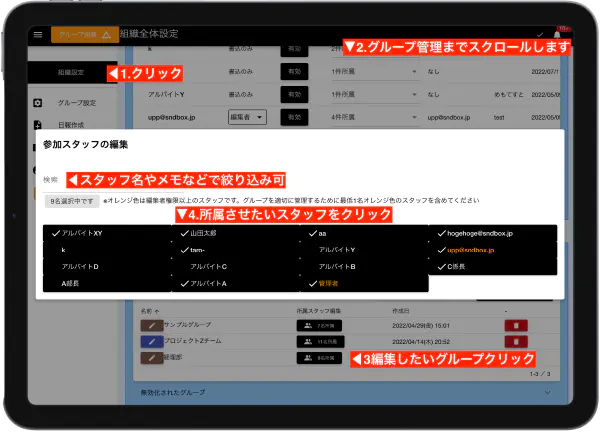 グループ切替
組織全体設定
10+
▼2.グループ管理までスクロールします
k
書込のみ
有効
組織設定
◀1.クリック
書込のみ
有効
1件所属
なし
2022/07/1
グループ設定
アルバイトY
書込のみ
有効
1件所属
なし
めもてすと
2022/05/0
日報作成
upp@sndbox.jp
編集者
有効
4件所属
upp@sndbox.jp
test
2022/05/0
参加スタッフの編集
検索
◀スタッフ名やメモなどで絞り込み可
9名選択中です
※オレンジ色は編集者権限以上のスタッフです。グループを適切に管理するために最低1名オレンジ色のスタッフを含めてください
▼4.所属させたいスタッフをクリック
アルバイトXY
山田太郎
aa
hogehoge@sndbox.jp
k
taro-
アルバイトY
upp@sndbox.jp
アルバイトD
アルバイトC
アルバイトB
C係長
A部長
アルバイトA
管理者
名前 ↑
所属スタッフ編集
作成日
-
サンプルグループ
7名所属
2022/04/29(金) 15:01
プロジェクトZチーム
11名所属
2022/04/14(木) 20:52
経理部
9名所属
◀3編集したいグループクリック
1-3 / 3
無効化されたグループ